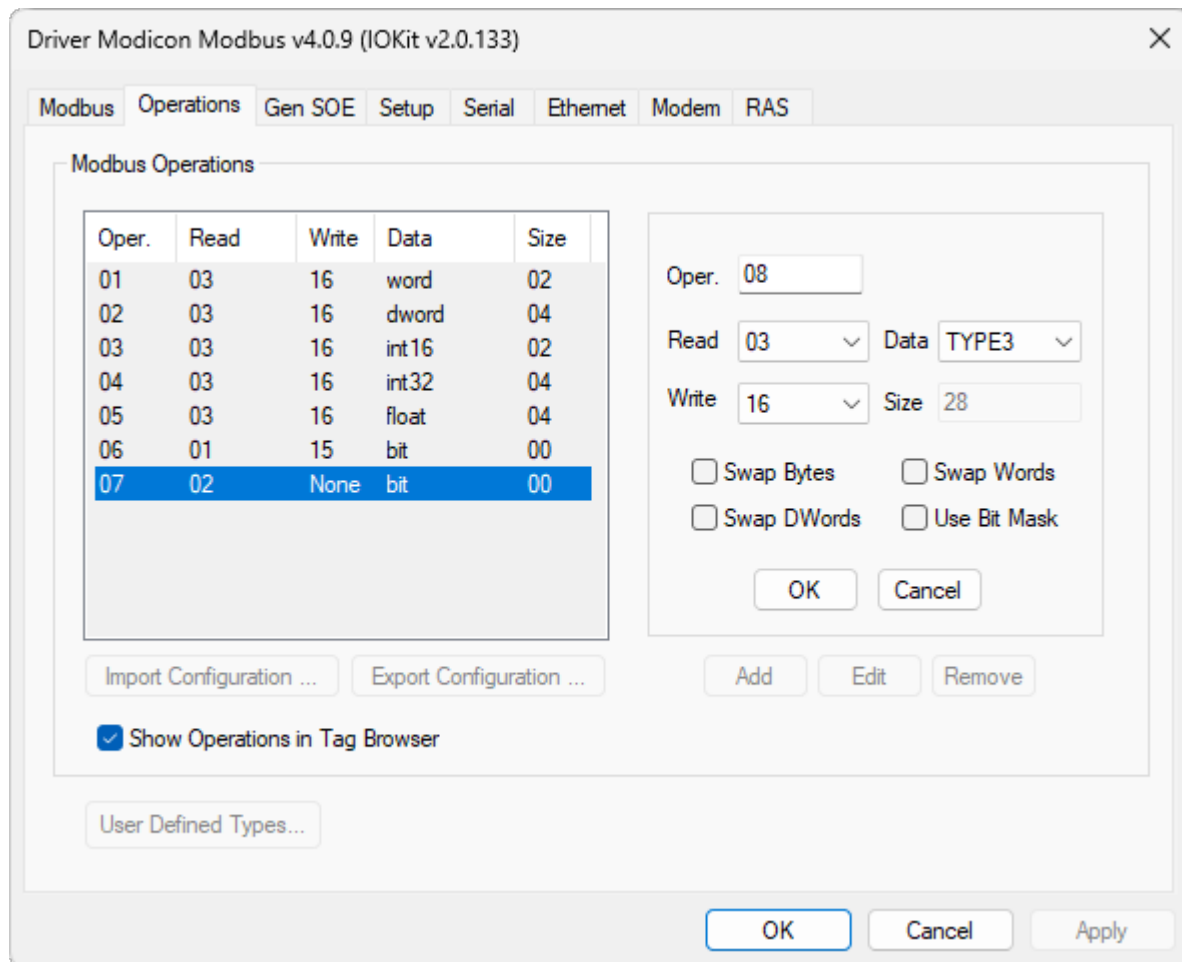 Driver Modicon Modbus v4.0.9 (IOKit v2.0.133)
Modbus Operations Gen SOE Setup Serial Ethernet Modem RAS
Modbus Operations
Oper. Read Write Data Size
01 03 16 word 02
02 03 16 dword 04
03 03 16 int16 02
04 03 16 int32 04
05 03 16 float 04
06 01 15 bit 00
07 02 None bit 00
Oper. 08
Read 03 Data TYPE3
Write 16 Size 28
Swap Bytes Swap Words
Swap DWords Use Bit Mask
OK Cancel
Import Configuration ... Export Configuration ... Add Edit Remove
Show Operations in Tag Browser
User Defined Types...
OK Cancel Apply